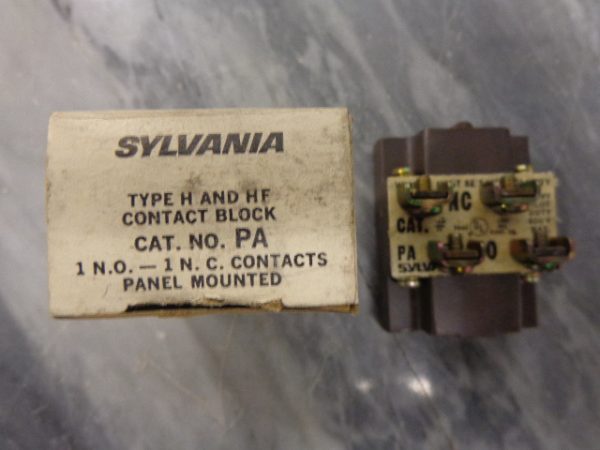 SYLVANIA
TYPE H AND HF
CONTACT BLOCK
CAT. NO. PA
1 N.O. — 1 N. C. CONTACTS
PANEL MOUNTED
NC
CAT. #
PA